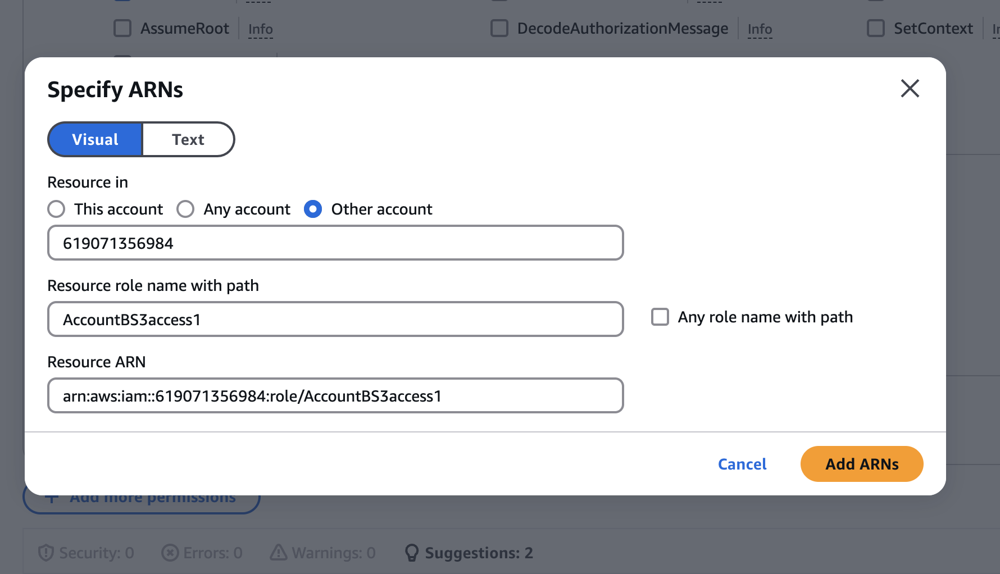 AssumeRoot Info DecodeAuthorizationMessage Info SetContext
Specify ARNs
Visual Text
Resource in
This account Any account Other account
619071356984
Resource role name with path
AccountBS3access1
Any role name with path
Resource ARN
arn:aws:iam::619071356984:role/AccountBS3access1
Cancel Add ARNs
Add more permissions
Security: 0 Errors: 0 Warnings: 0 Suggestions: 2